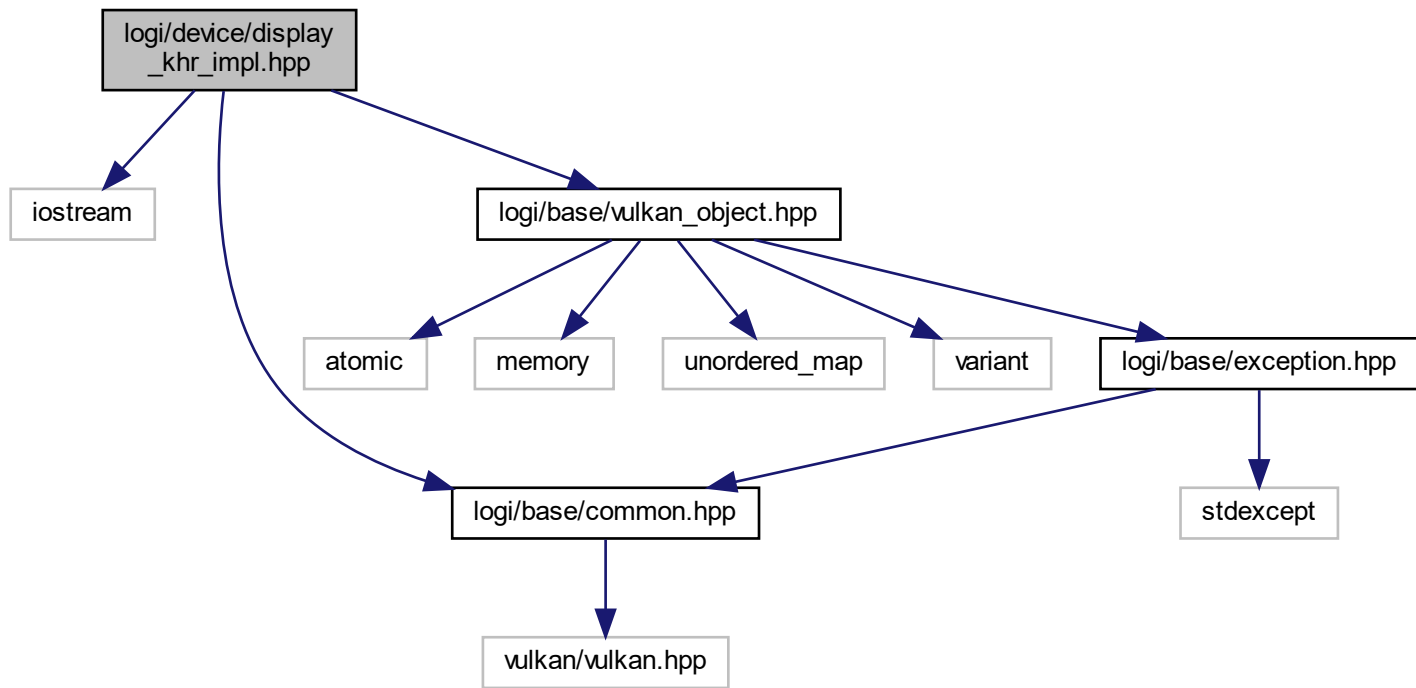 logi/device/display
_khr_impl.hpp
iostream
logi/base/vulkan_object.hpp
atomic
memory
unordered_map
variant
logi/base/exception.hpp
logi/base/common.hpp
stdexcept
vulkan/vulkan.hpp